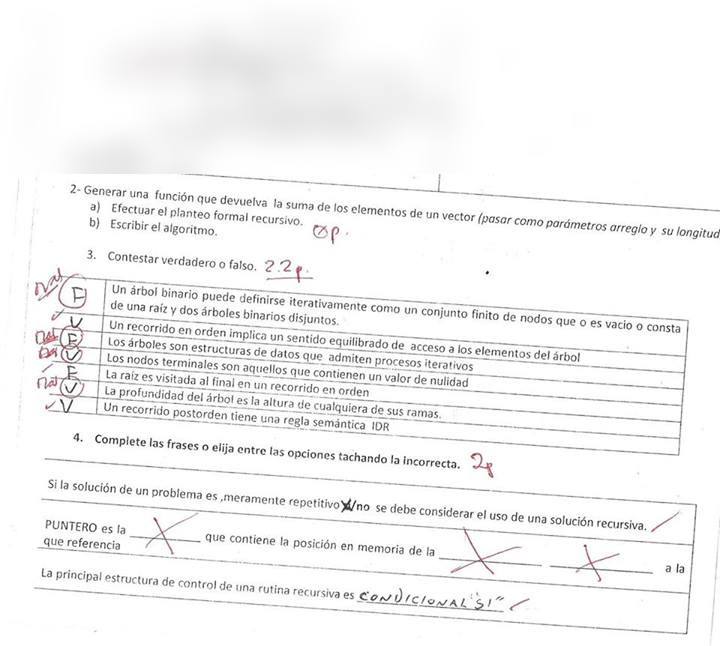 2- Generar una función que devuelva la suma de los elementos de un vector (pasar como parámetros arreglo y su longitud
a) Efectuar el planteo formal recursivo.
b) Escribir el algoritmo.
3. Contestar verdadero o falso. 2.2p.
mal F Un árbol binario puede definirse iterativamente como un conjunto finito de nodos que o es vacio o consta
de una raíz y dos árboles binarios disjuntos.
V Un recorrido en orden implica un sentido equilibrado de acceso a los elementos del árbol
F Los árboles son estructuras de datos que admiten procesos iterativos
V Los nodos terminales son aquellos que contienen un valor de nulidad
F La raíz es visitada al final en un recorrido en orden
V La profundidad del árbol es la altura de cualquiera de sus ramas.
V Un recorrido postorden tiene una regla semántica IDR
4. Complete las frases o elija entre las opciones tachando la incorrecta. 2p
Si la solución de un problema es ,meramente repetitivo /no se debe considerar el uso de una solución recursiva.
PUNTERO es la que contiene la posición en memoria de la a la
que referencia
La principal estructura de control de una rutina recursiva es CONDICIONAL "SI"